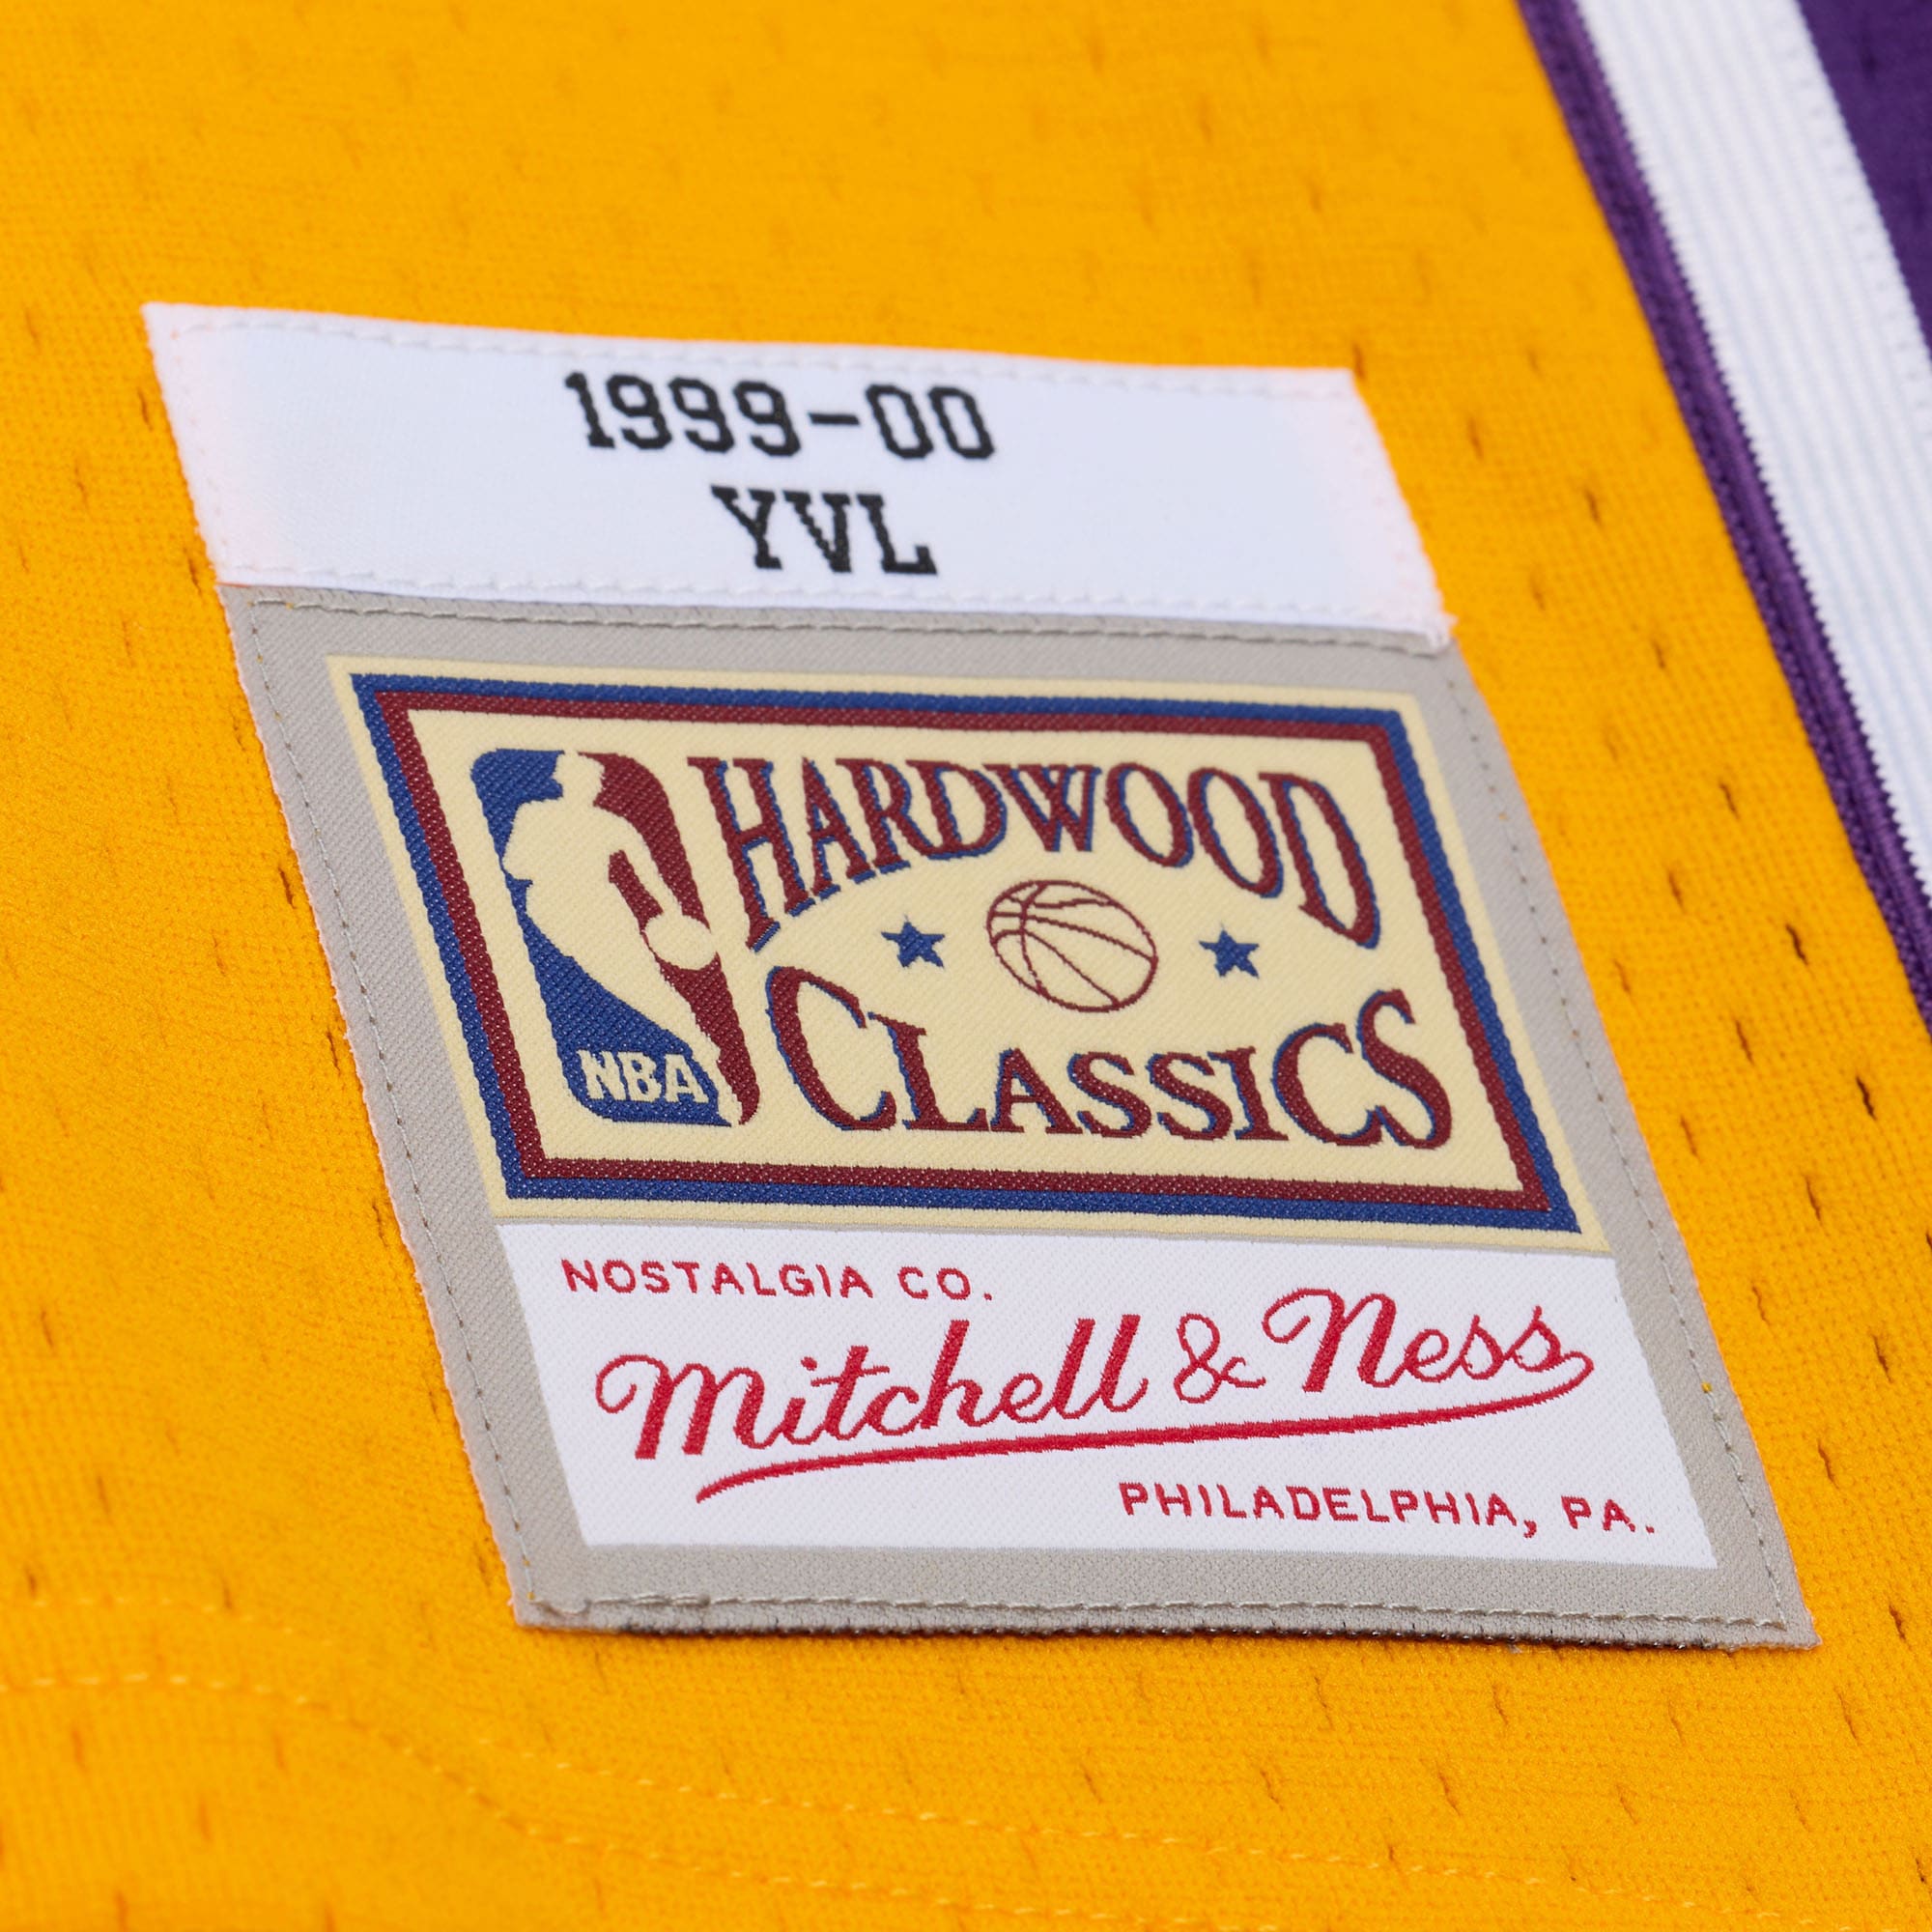 1999-00
YVL
HARDWOOD
CLASSICS
NBA
NOSTALGIA CO.
Mitchell & Ness
PHILADELPHIA, PA.